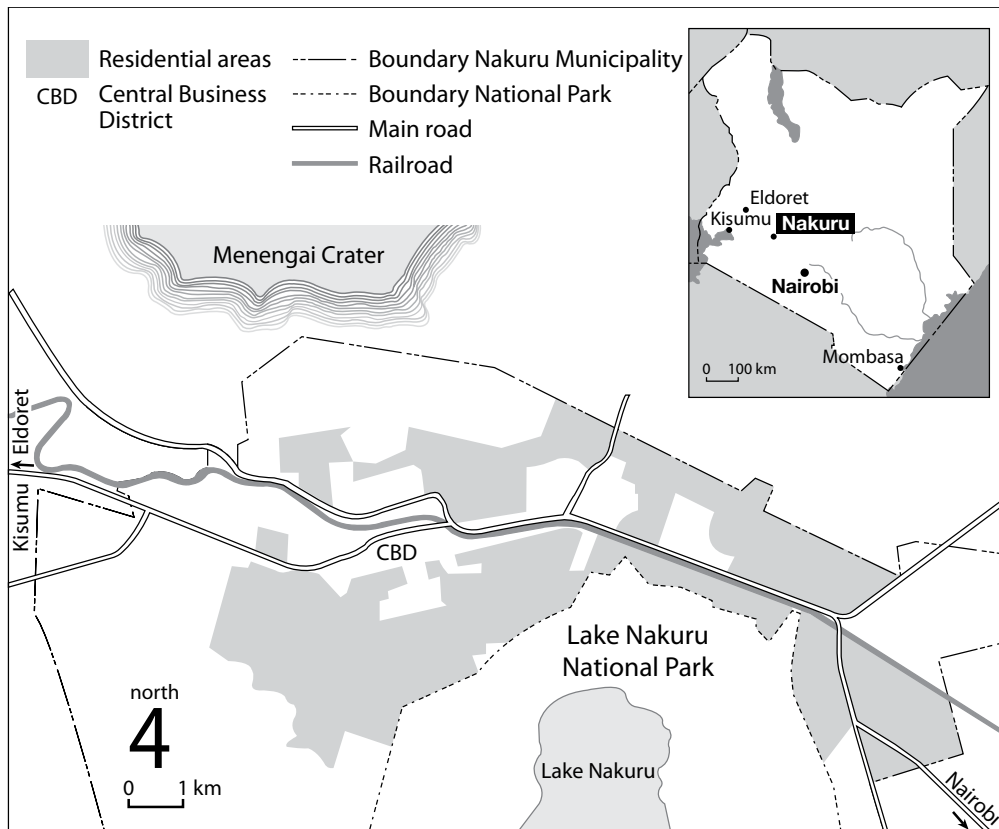 Residential areas
CBD
Central Business
District
Boundary Nakuru Municipality
Boundary National Park
Main road
Railroad
Eldoret
Kisumu
Nakuru
Nairobi
Mombasa
0 100 km
Menengai Crater
Eldoret
Kisumu
CBD
Lake Nakuru
National Park
north
4
0 1 km
Lake Nakuru
Nairobi